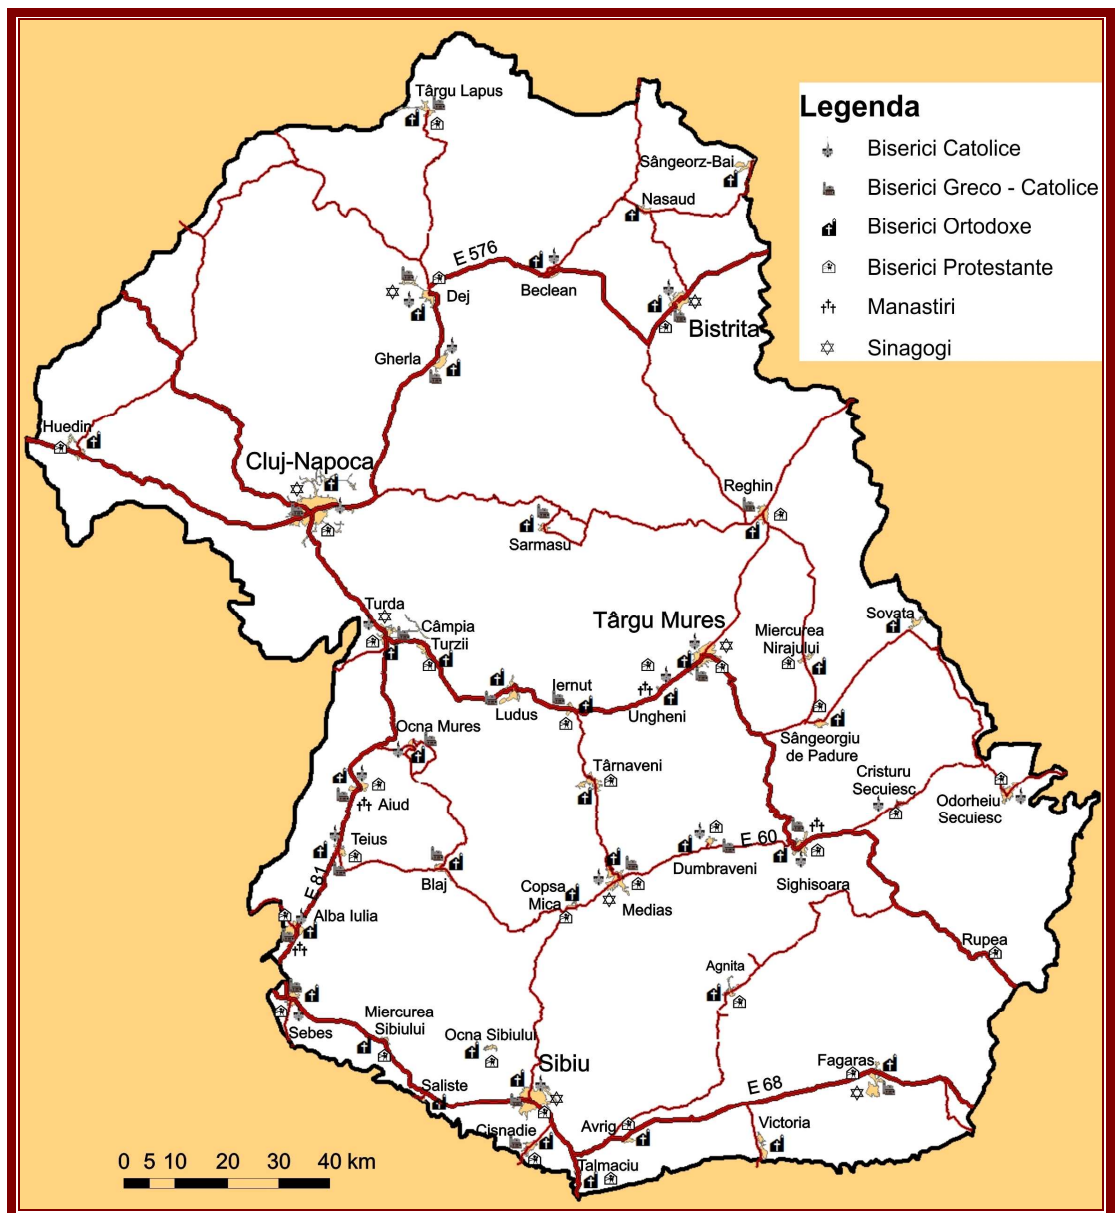 Târgu Lapus
Legenda
Biserici Catolice
Biserici Greco - Catolice
Biserici Ortodoxe
Biserici Protestante
Manastiri
Sinagogi
Sângeorz-Bai
Nasaud
E 576
Dej
Beclean
Bistrita
Gherla
Huedin
Cluj-Napoca
Reghin
Sarmasu
Turda
Câmpia
Turzii
Târgu Mures
Miercurea
Nirajului
Sovata
Iernut
Ludus
Ungheni
Ocna Mures
Sângeorgiu
de Padure
Târnaveni
Cristuru
Secuiesc
Odorheiu
Secuiesc
Aiud
Teius
E 81
Blaj
Dumbraveni
E 60
Sighisoara
Copsa
Mica
Medias
Alba Iulia
Rupea
Agnita
Sebes
Miercurea
Sibiului
Ocna Sibiului
Sibiu
Saliste
Fagaras
E 68
Cisnadie
Avrig
Victoria
Talmaciu
0 5 10 20 30 40 km